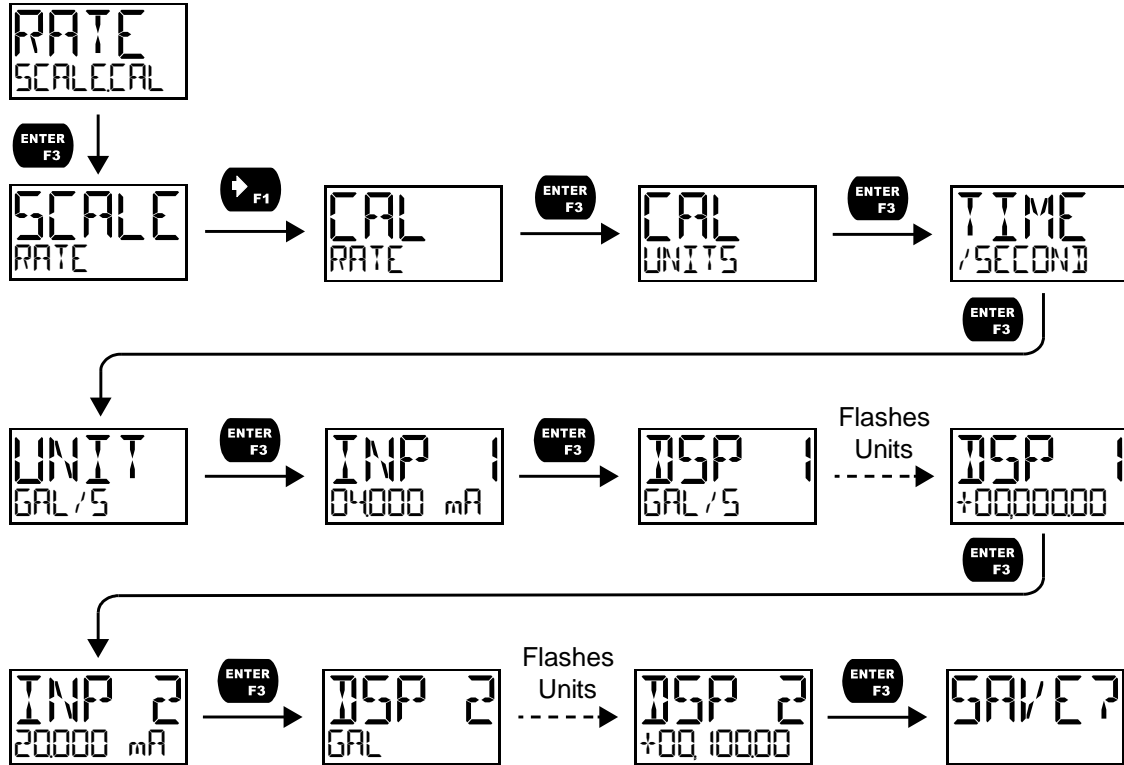 RATE
SCALE.CAL
ENTER
F3
SCALE
RATE
F1
CAL
RATE
ENTER
F3
CAL
UNITS
ENTER
F3
TIME
/SECOND
ENTER
F3
UNIT
GAL/S
ENTER
F3
INP 1
04.000 mA
ENTER
F3
DSP 1
GAL/S
Flashes
Units
DSP 1
+00,000.00
ENTER
F3
INP 2
20.000 mA
ENTER
F3
DSP 2
GAL
Flashes
Units
DSP 2
+00,100.00
ENTER
F3
SAVE?